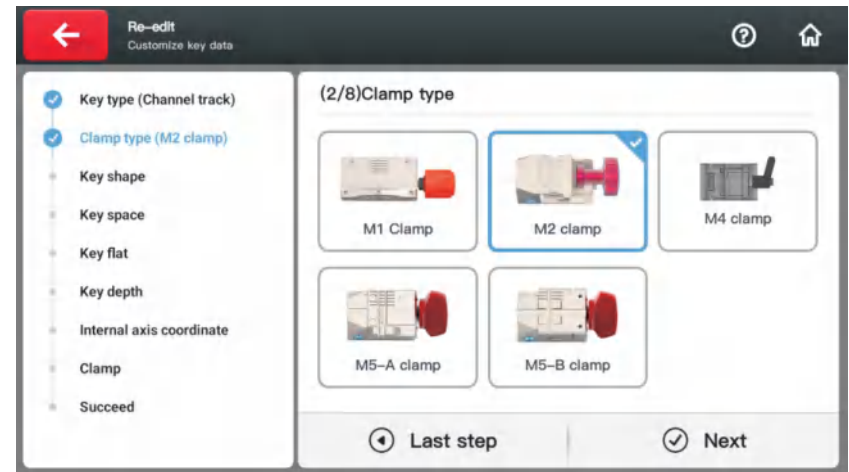 Re-edit
Customize key data
Key type (Channel track)
Clamp type (M2 clamp)
Key shape
Key space
Key flat
Key depth
Internal axis coordinate
Clamp
Succeed
(2/8)Clamp type
M1 Clamp
M2 clamp
M4 clamp
M5-A clamp
M5-B clamp
Last step
Next